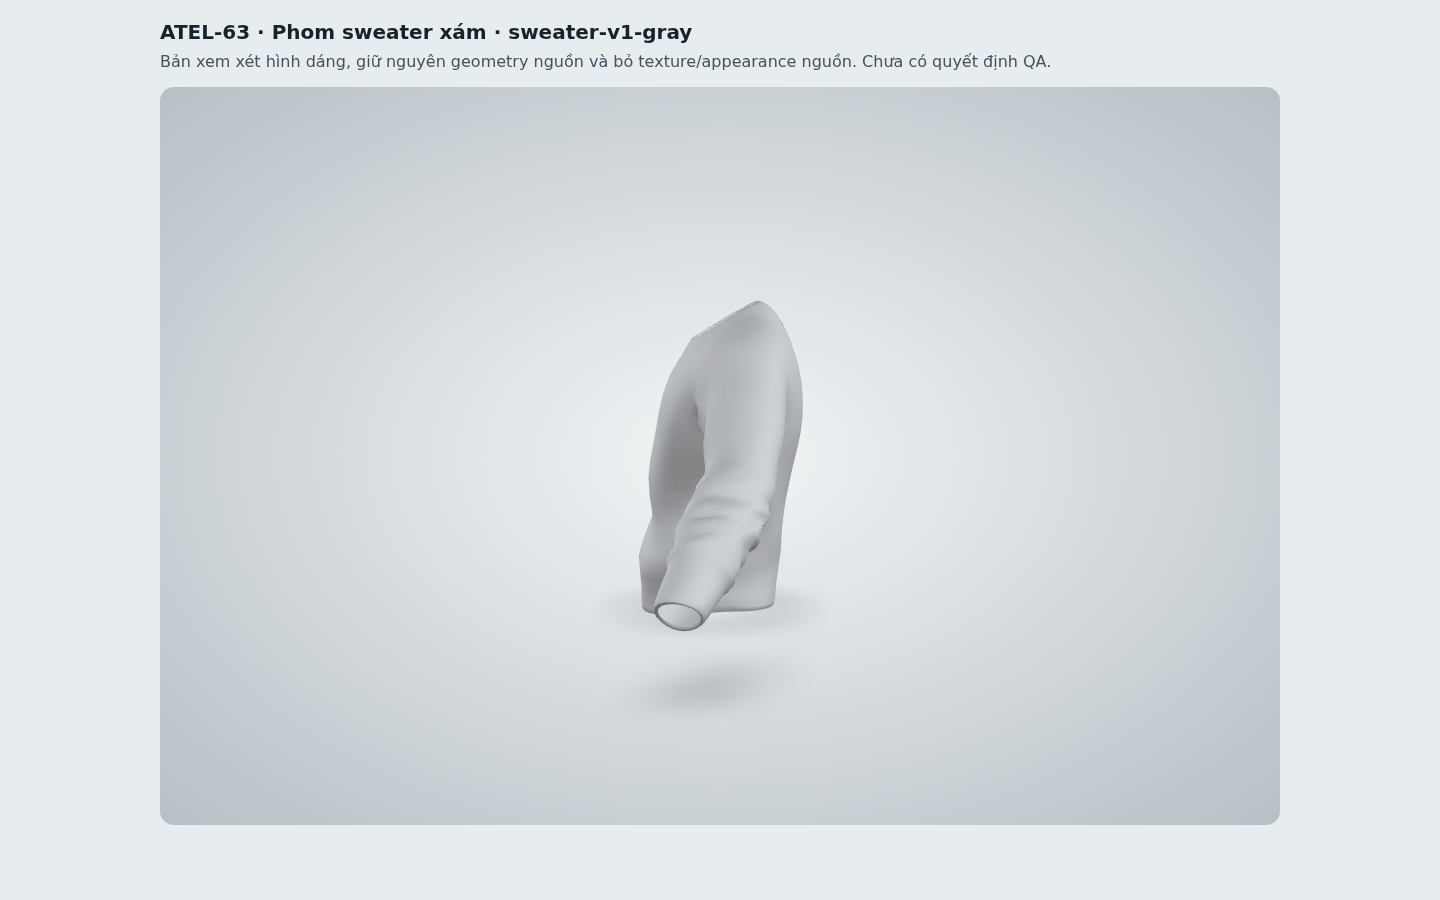 ATEL-63 · Phom sweater xám · sweater-v1-gray
Bản xem xét hình dáng, giữ nguyên geometry nguồn và bỏ texture/appearance nguồn. Chưa có quyết định QA.